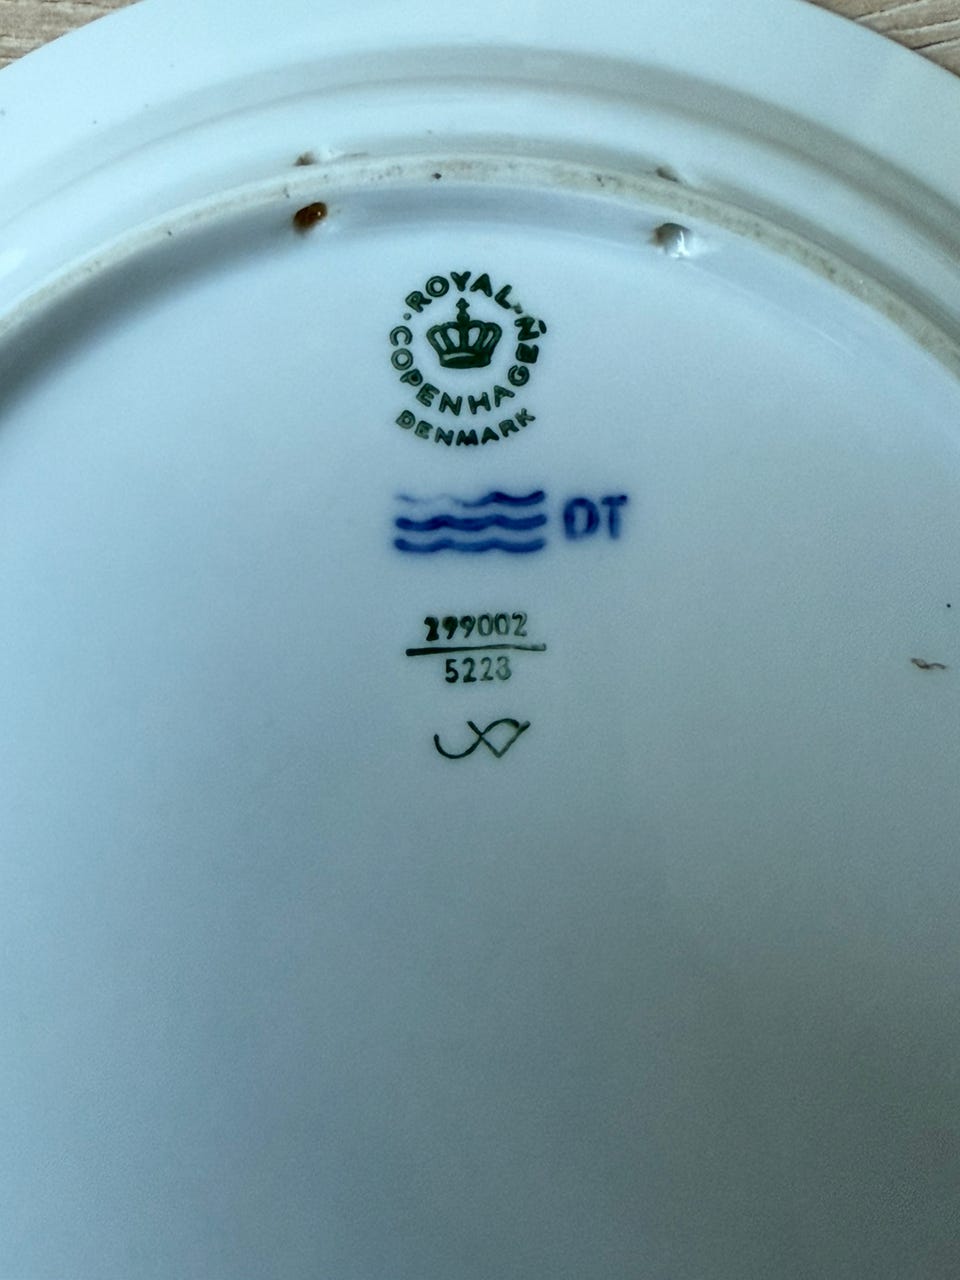 ROYAL
COPENHAGEN
DENMARK
DT
299002
5223